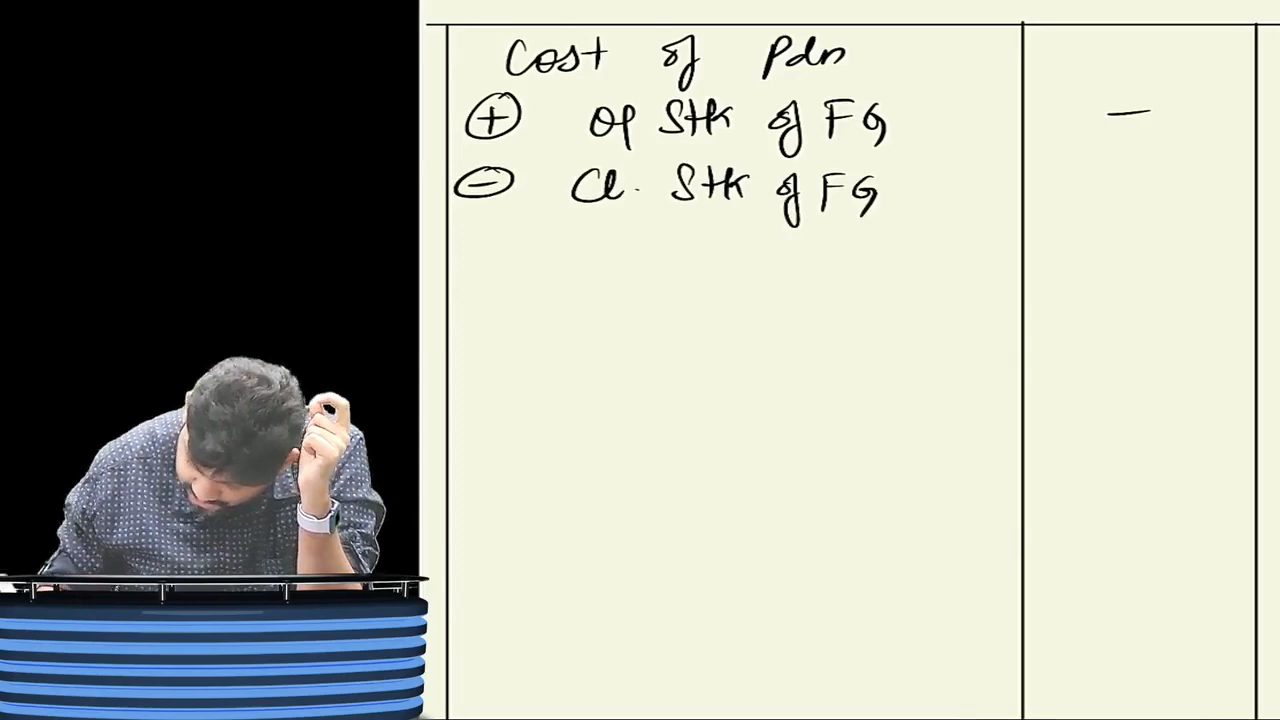 Cost of Pdn
+ Op Stk of FG —
- Cl. Stk of FG